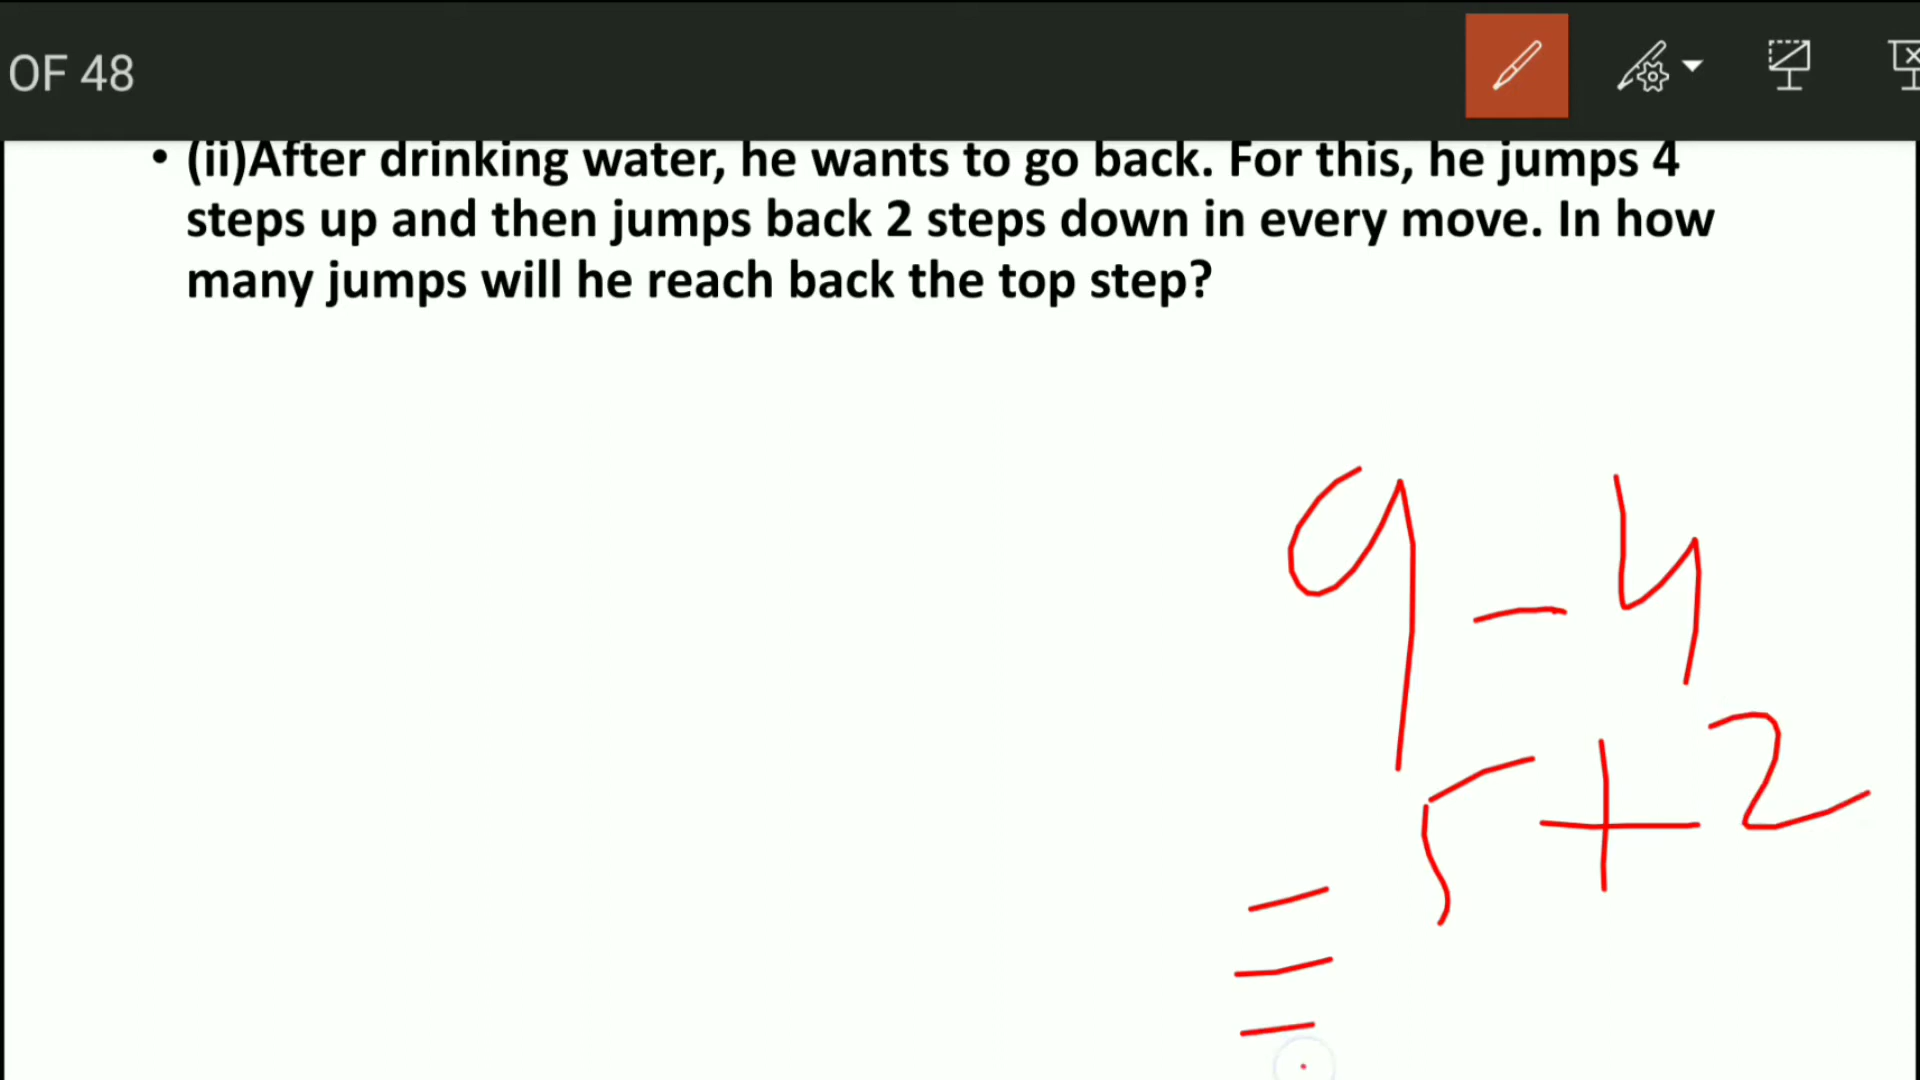 OF 48
• (ii)After drinking water, he wants to go back. For this, he jumps 4
steps up and then jumps back 2 steps down in every move. In how
many jumps will he reach back the top step?
9 - 4
5 + 2